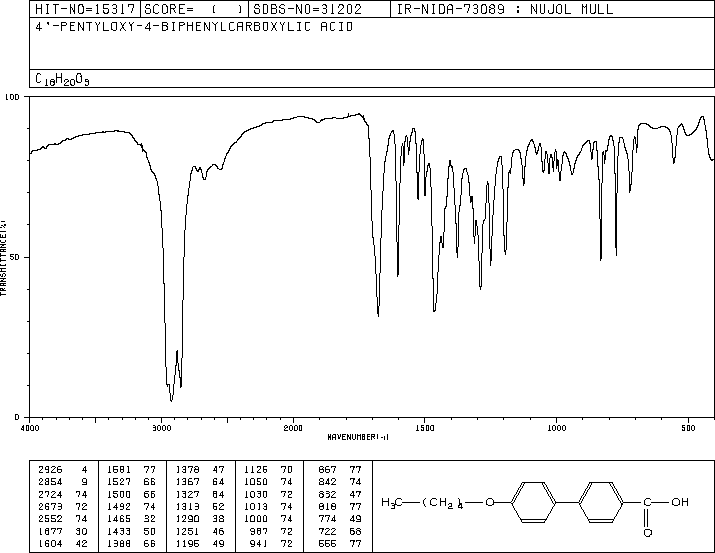 HIT-NO=15317 SCORE= ( ) SDBS-NO=31202 IR-NIDA-73089 : NUJOL MULL
4'-PENTYLOXY-4-BIPHENYLCARBOXYLIC ACID
C18H20O3
100
50
0
TRANSMITTANCE(%)
4000 3000 2000 1500 1000 500
WAVENUMBER(-1)
2926 4 1581 77 1378 47 1126 70 867 77
2854 9 1527 66 1367 64 1050 74 842 74
2724 74 1500 66 1327 64 1030 72 832 47
2673 72 1492 74 1313 52 1013 74 818 77
2552 74 1465 32 1290 38 1000 74 774 49
1677 30 1433 50 1251 46 987 72 722 68
1604 42 1388 66 1195 49 941 72 555 77
H3C (CH2)4 O C OH
O